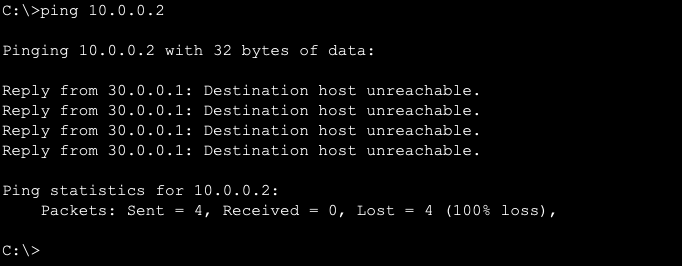 C:\>ping 10.0.0.2
Pinging 10.0.0.2 with 32 bytes of data:
Reply from 30.0.0.1: Destination host unreachable.
Reply from 30.0.0.1: Destination host unreachable.
Reply from 30.0.0.1: Destination host unreachable.
Reply from 30.0.0.1: Destination host unreachable.
Ping statistics for 10.0.0.2:
    Packets: Sent = 4, Received = 0, Lost = 4 (100% loss),
C:\>